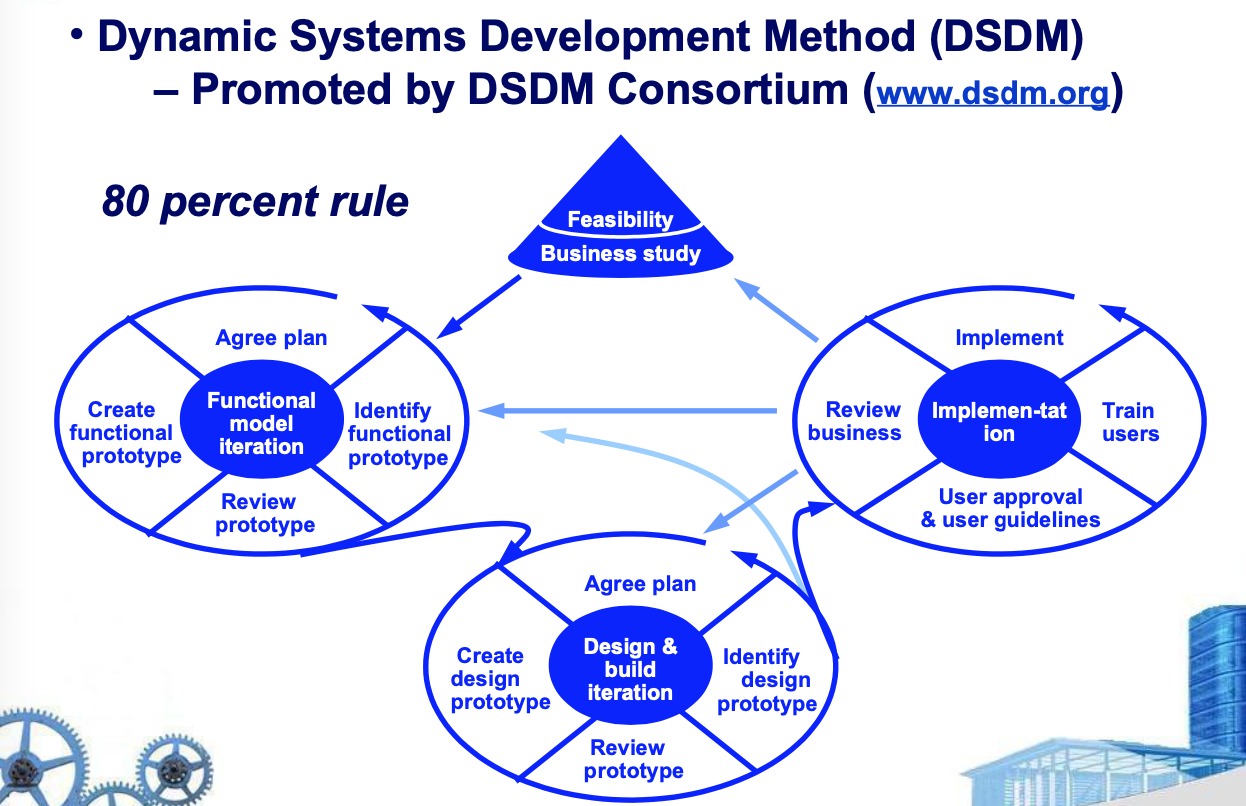 • Dynamic Systems Development Method (DSDM)
– Promoted by DSDM Consortium (www.dsdm.org)
80 percent rule
Feasibility
Business study
Agree plan
Create
functional
prototype
Functional
model
iteration
Identify
functional
prototype
Review
prototype
Implement
Review
business
Implemen-tat
ion
Train
users
User approval
& user guidelines
Agree plan
Create
design
prototype
Design &
build
iteration
Identify
design
prototype
Review
prototype